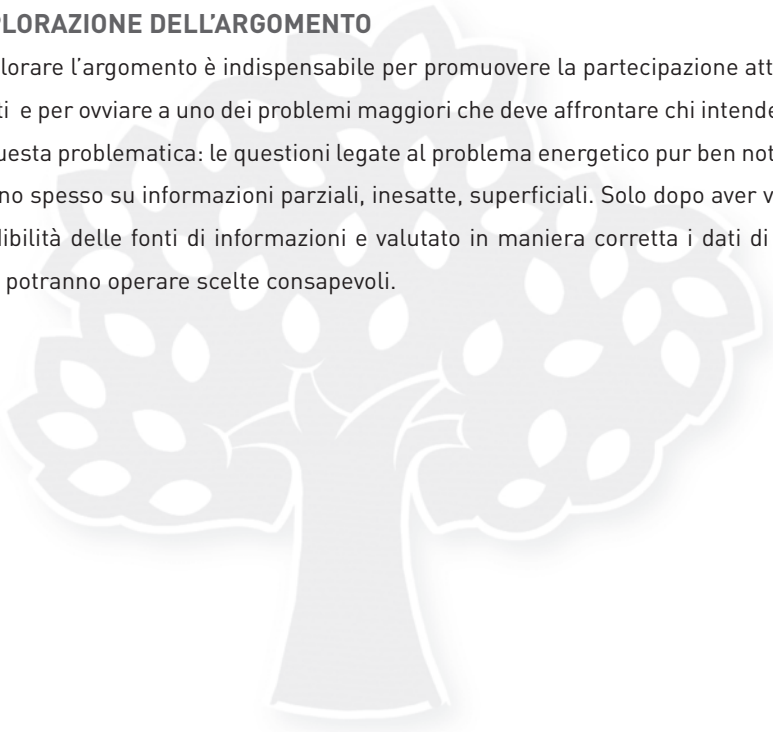 PLORAZIONE DELL'ARGOMENTO
lorare l'argomento è indispensabile per promuovere la partecipazione att
ti e per ovviare a uno dei problemi maggiori che deve affrontare chi intende
uesta problematica: le questioni legate al problema energetico pur ben not
no spesso su informazioni parziali, inesatte, superficiali. Solo dopo aver v
dibilità delle fonti di informazioni e valutato in maniera corretta i dati di
potranno operare scelte consapevoli.